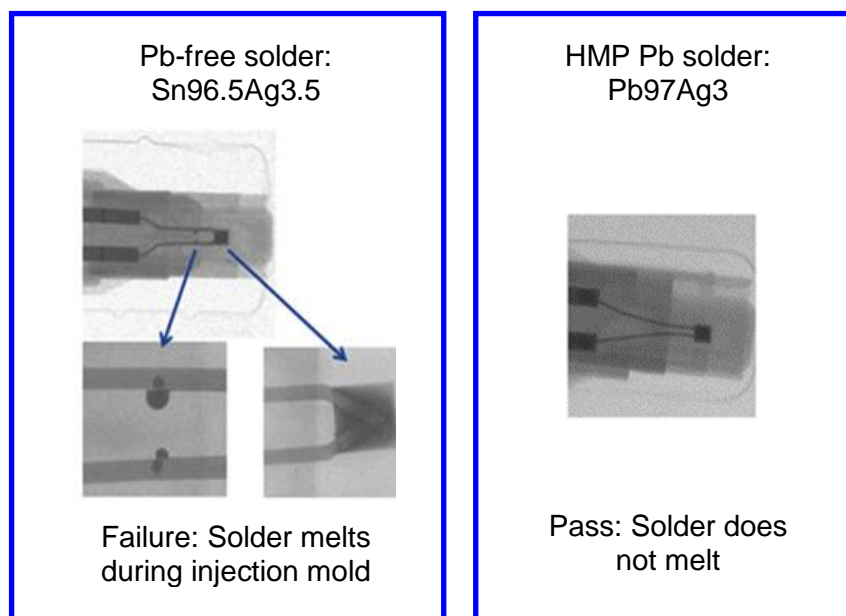 Pb-free solder:
Sn96.5Ag3.5
Failure: Solder melts
during injection mold
HMP Pb solder:
Pb97Ag3
Pass: Solder does
not melt